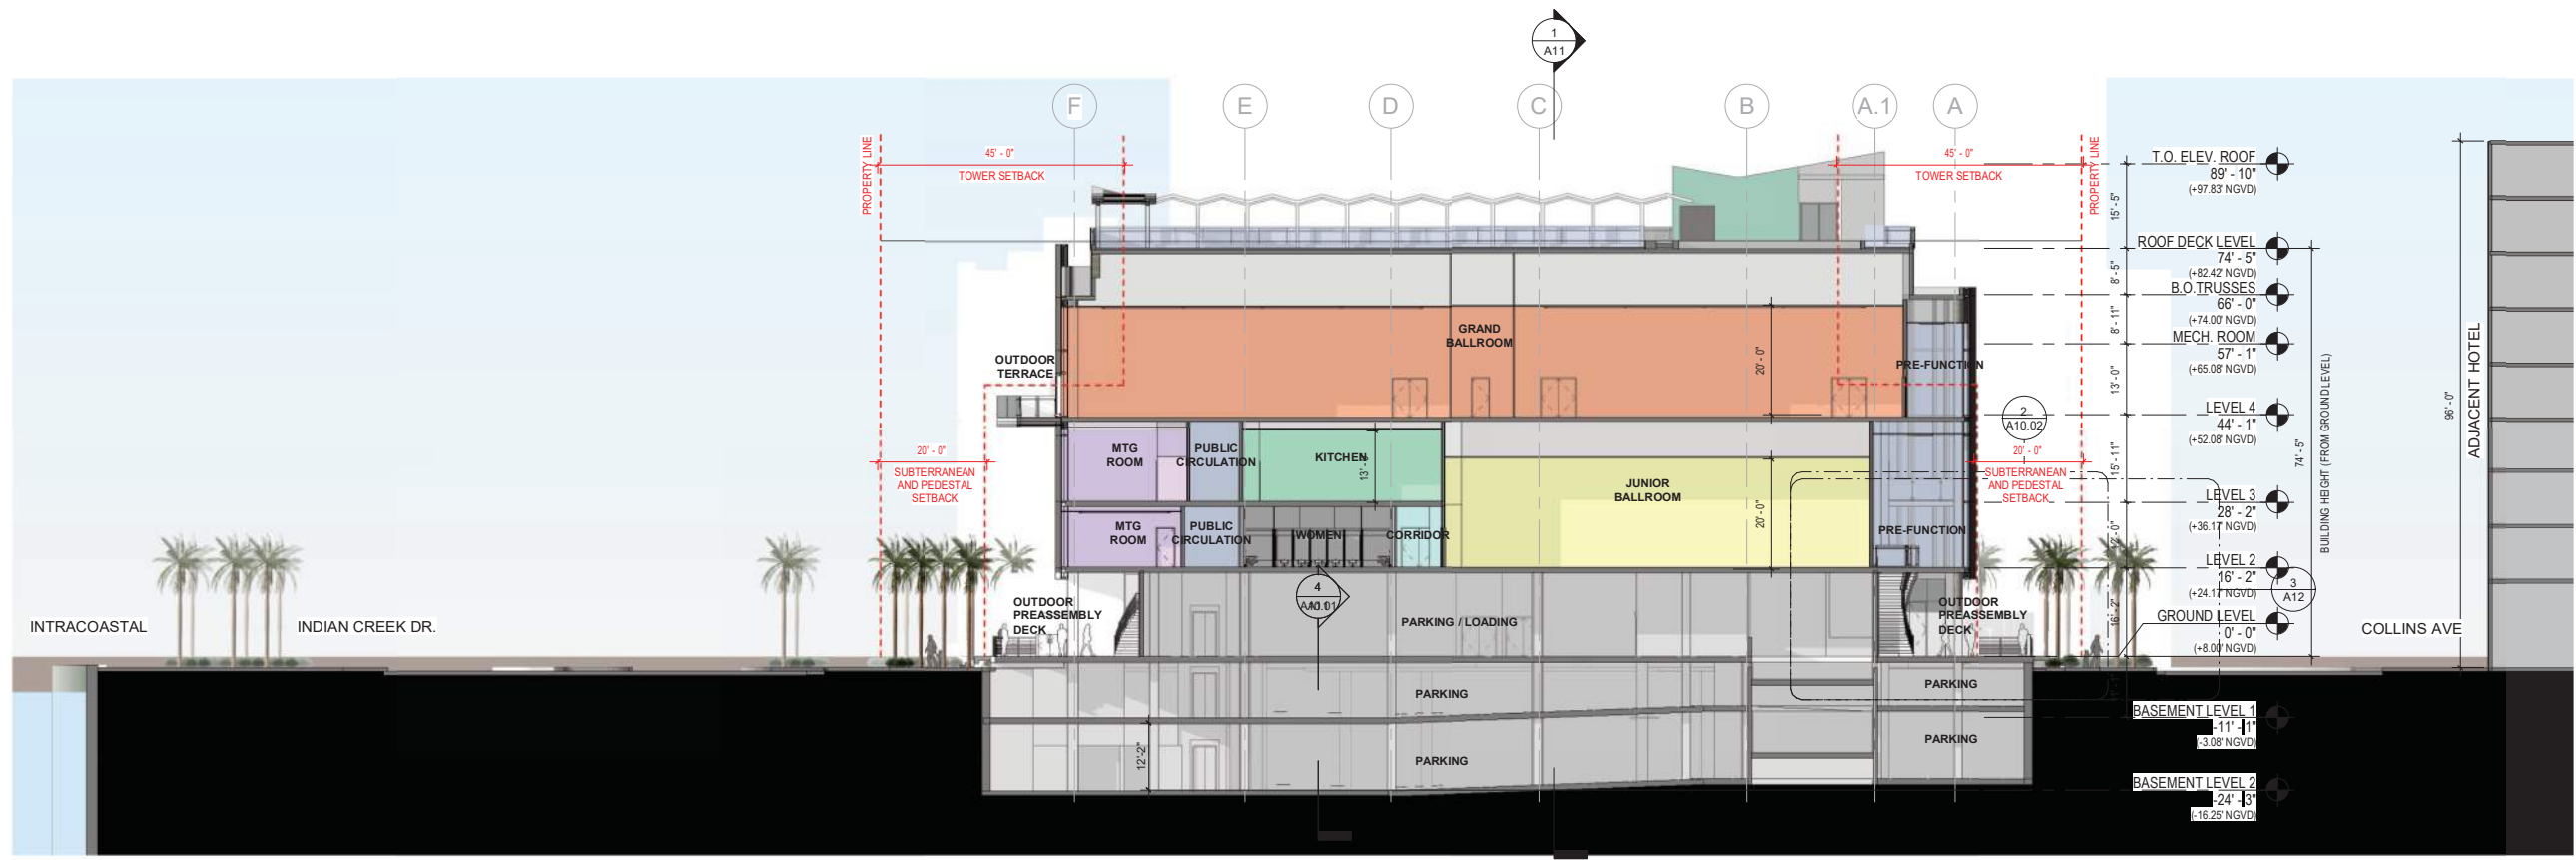 1
A11
F
E
D
C
B
A.1
A
PROPERTY LINE
45' - 0"
TOWER SETBACK
45' - 0"
TOWER SETBACK
PROPERTY LINE
T.O. ELEV. ROOF
89' - 10"
(+97.83' NGVD)
15' - 5"
ROOF DECK LEVEL
74' - 5"
(+82.42' NGVD)
8' - 5"
B.O.TRUSSES
66' - 0"
(+74.00' NGVD)
8' - 11"
MECH. ROOM
57' - 1"
(+65.08' NGVD)
13' - 0"
LEVEL 4
44' - 1"
(+52.08' NGVD)
15' - 11"
LEVEL 3
28' - 2"
(+36.17' NGVD)
LEVEL 2
16' - 2"
(+24.17' NGVD)
16' - 2"
GROUND LEVEL
0' - 0"
(+8.00' NGVD)
BASEMENT LEVEL 1
-11' - 1"
(-3.08' NGVD)
BASEMENT LEVEL 2
-24' - 3"
(-16.25' NGVD)
74' - 5"
BUILDING HEIGHT (FROM GROUND LEVEL)
96' - 0"
ADJACENT HOTEL
GRAND
BALLROOM
20' - 0"
OUTDOOR
TERRACE
PRE-FUNCTION
2
A10.02
20' - 0"
SUBTERRANEAN
AND PEDESTAL
SETBACK
MTG
ROOM
PUBLIC
CIRCULATION
KITCHEN
JUNIOR
BALLROOM
20' - 0"
20' - 0"
SUBTERRANEAN
AND PEDESTAL
SETBACK
MTG
ROOM
PUBLIC
CIRCULATION
WOMEN
CORRIDOR
PRE-FUNCTION
3
A12
4
OUTDOOR
PREASSEMBLY
DECK
PARKING / LOADING
OUTDOOR
PREASSEMBLY
DECK
INTRACOASTAL
INDIAN CREEK DR.
COLLINS AVE
PARKING
PARKING
12'-2"
PARKING
PARKING